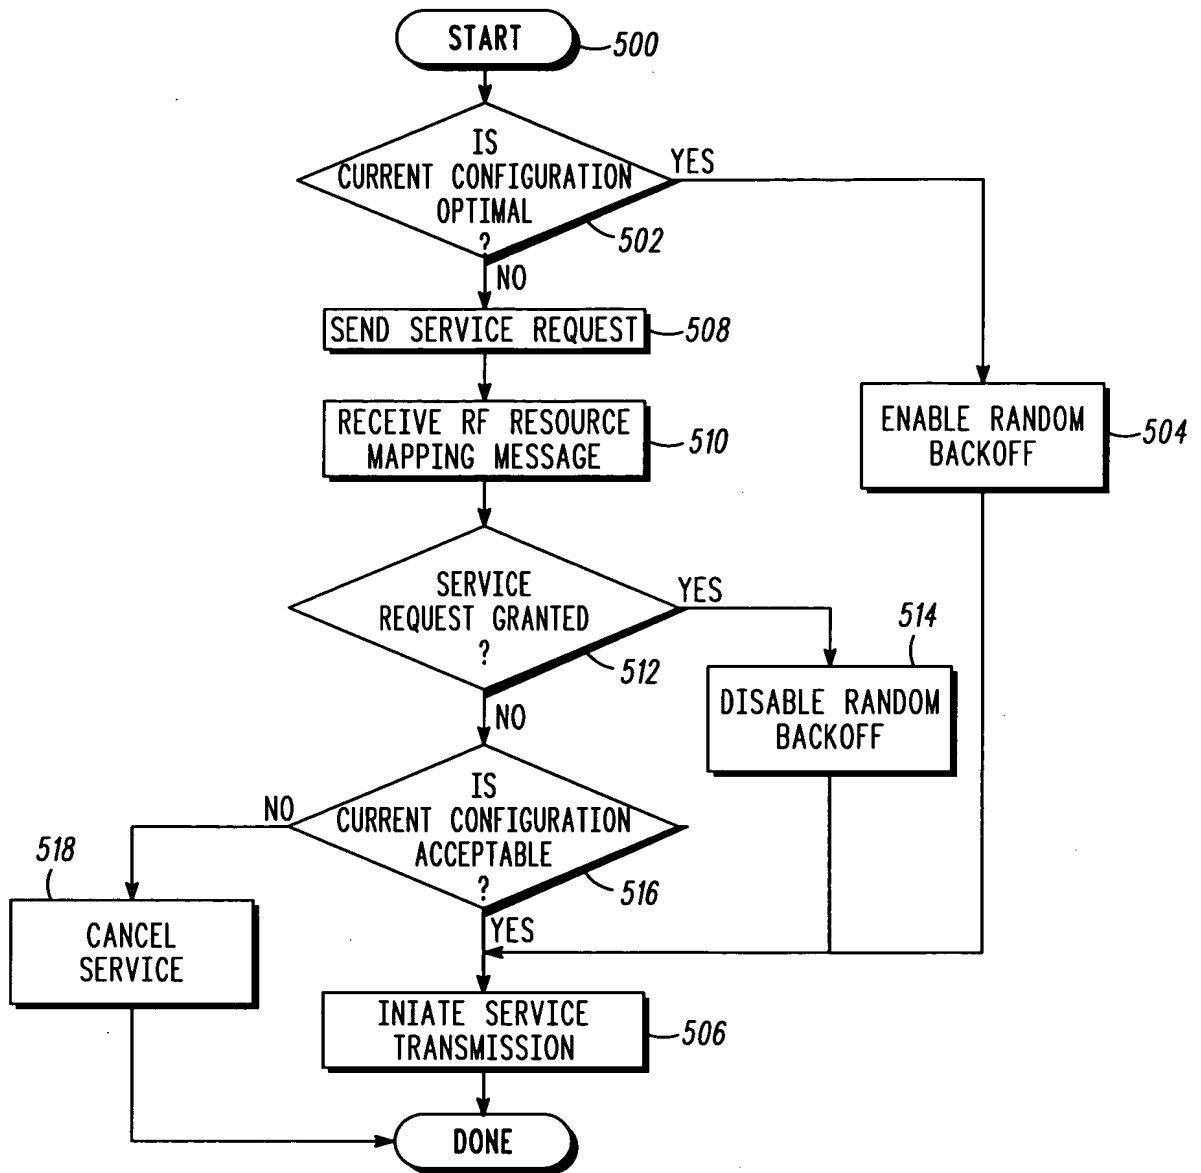 START
500
IS
CURRENT CONFIGURATION
OPTIMAL
?
YES
502
NO
SEND SERVICE REQUEST
508
RECEIVE RF RESOURCE
MAPPING MESSAGE
510
ENABLE RANDOM
BACKOFF
504
SERVICE
REQUEST GRANTED
?
YES
512
514
DISABLE RANDOM
BACKOFF
NO
IS
CURRENT CONFIGURATION
ACCEPTABLE
?
NO
516
518
CANCEL
SERVICE
YES
INIATE SERVICE
TRANSMISSION
506
DONE